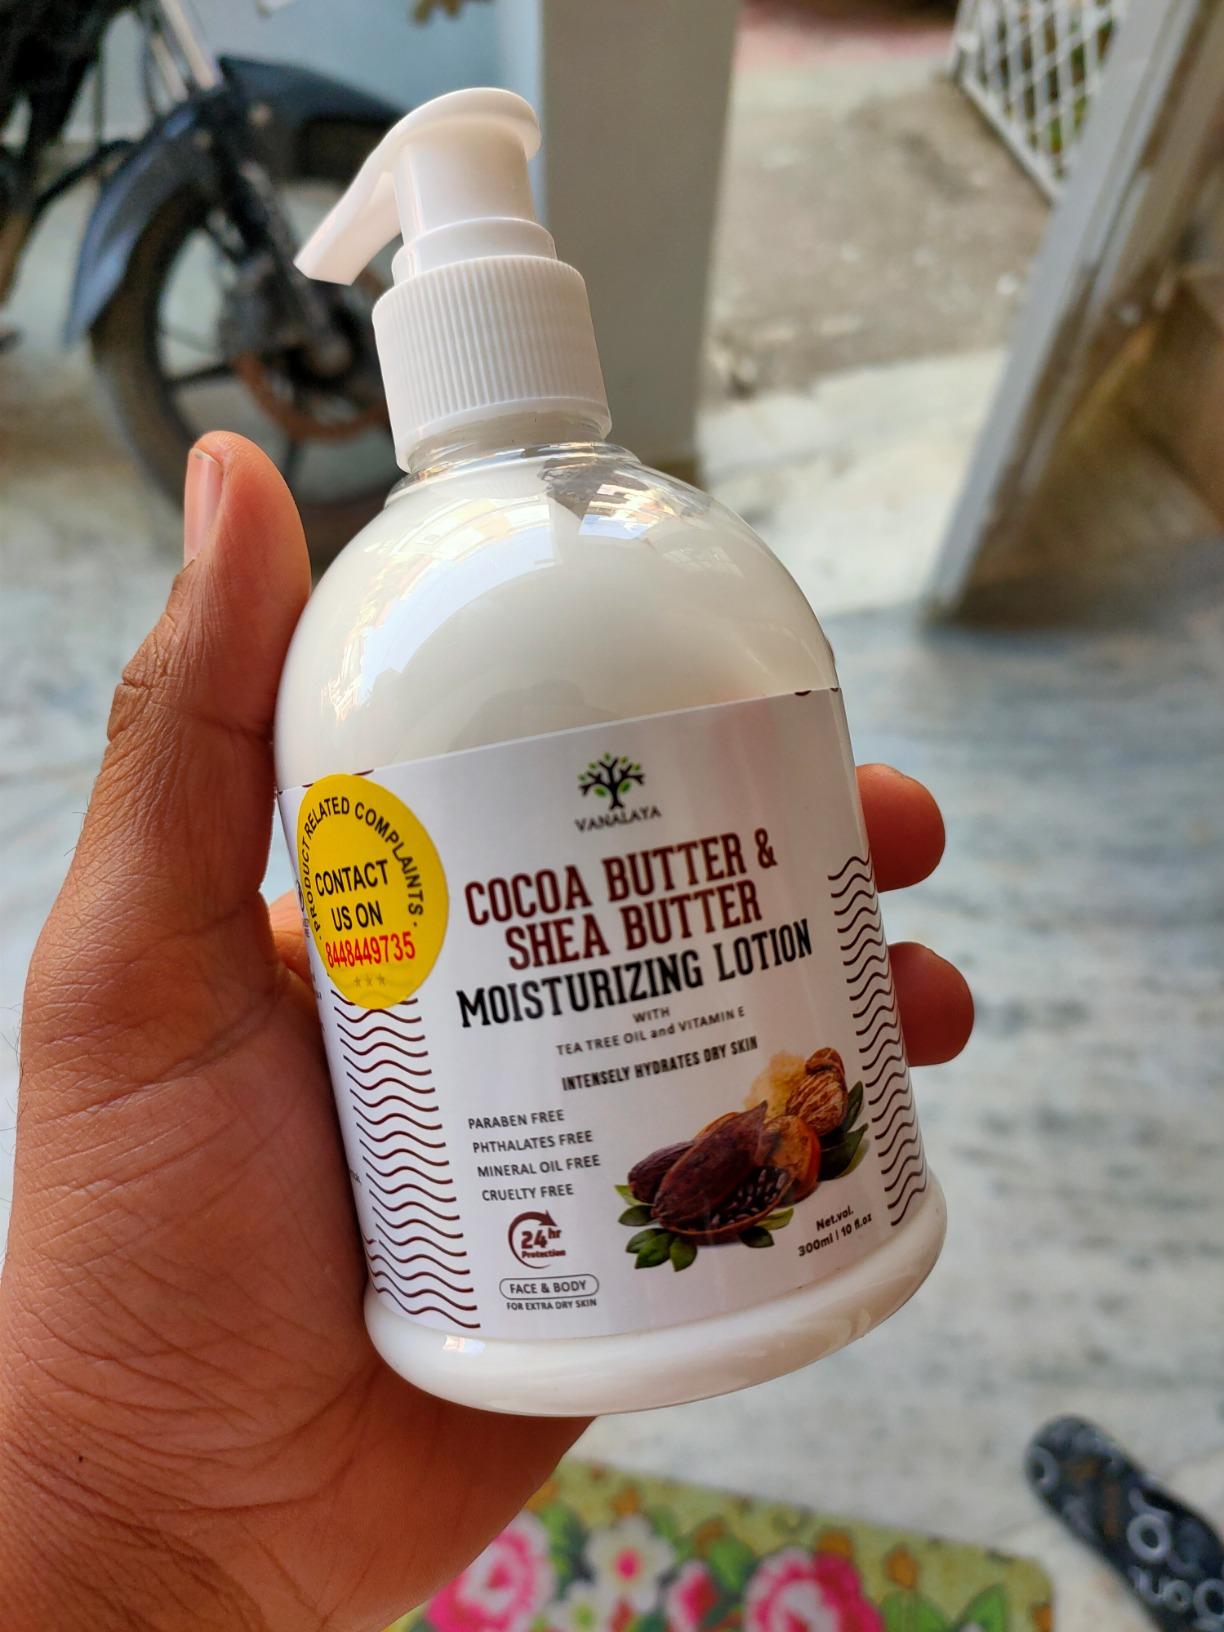 VANALAYA
COCOA BUTTER &
SHEA BUTTER
MOISTURIZING LOTION
WITH
TEA TREE OIL and VITAMIN E
INTENSELY HYDRATES DRY SKIN
PARABEN FREE
PHTHALATES FREE
MINERAL OIL FREE
CRUELTY FREE
24hr
Protection
FACE & BODY
FOR EXTRA DRY SKIN
Net.vol.
300ml | 10 fl.oz
· PRODUCT RELATED COMPLAINTS ·
CONTACT
US ON
8448449735